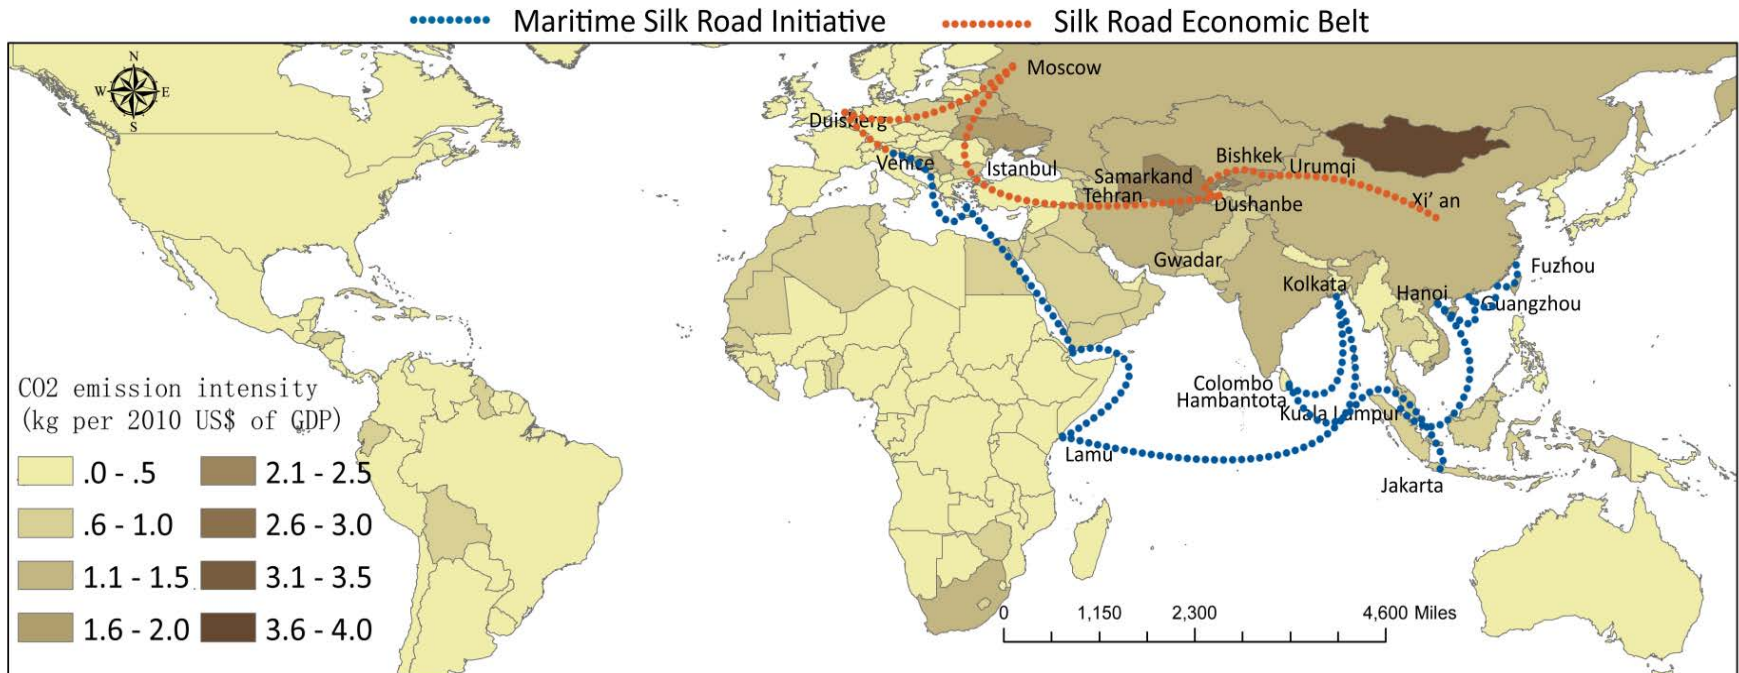 Maritime Silk Road Initiative
Silk Road Economic Belt
N
W E
S
Moscow
Duisberg
Venice
Istanbul
Bishkek
Urumqi
Samarkand
Tehran
Dushanbe
Xi’ an
Gwadar
Fuzhou
Kolkata
Hanoi
Guangzhou
Colombo
Hambantota
Kuala Lumpur
Lamu
Jakarta
CO2 emission intensity
(kg per 2010 US$ of GDP)
.0 - .5
2.1 - 2.5
.6 - 1.0
2.6 - 3.0
1.1 - 1.5
3.1 - 3.5
1.6 - 2.0
3.6 - 4.0
0 1,150 2,300 4,600 Miles